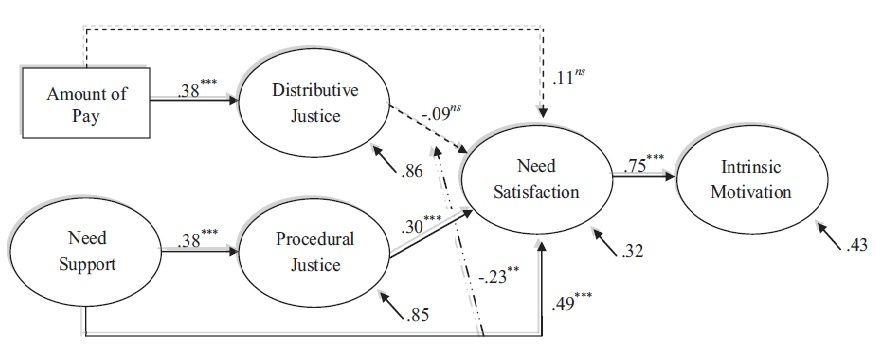 .11ns
Amount of
Pay
.38***
Distributive
Justice
-.09ns
.86
Need
Satisfaction
.75***
Intrinsic
Motivation
Need
Support
.38***
Procedural
Justice
.30***
.32
.43
-.23**
.85
.49***